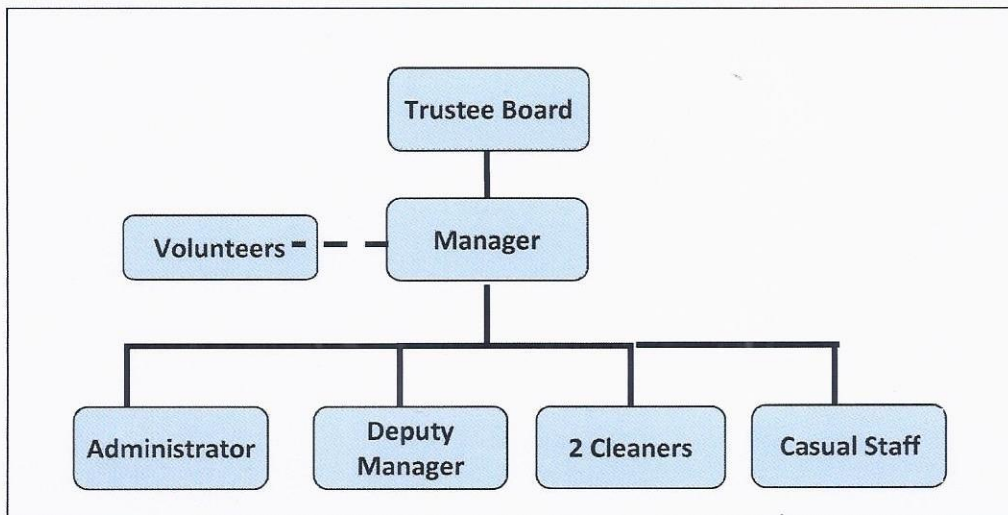 Trustee Board
Volunteers
Manager
Administrator
Deputy
Manager
2 Cleaners
Casual Staff